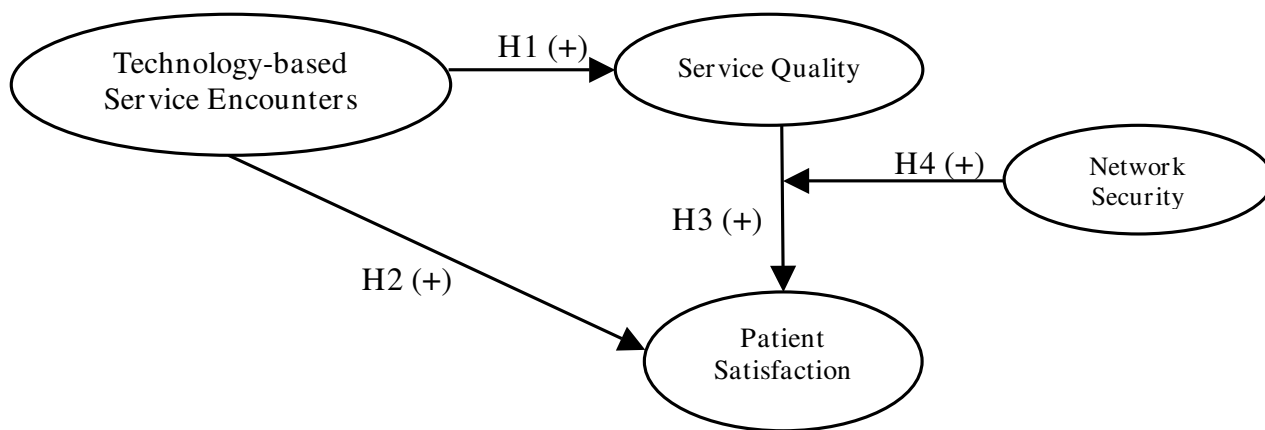 Technology-based
Service Encounters
H1 (+)
Service Quality
H4 (+)
Network
Security
H3 (+)
H2 (+)
Patient
Satisfaction